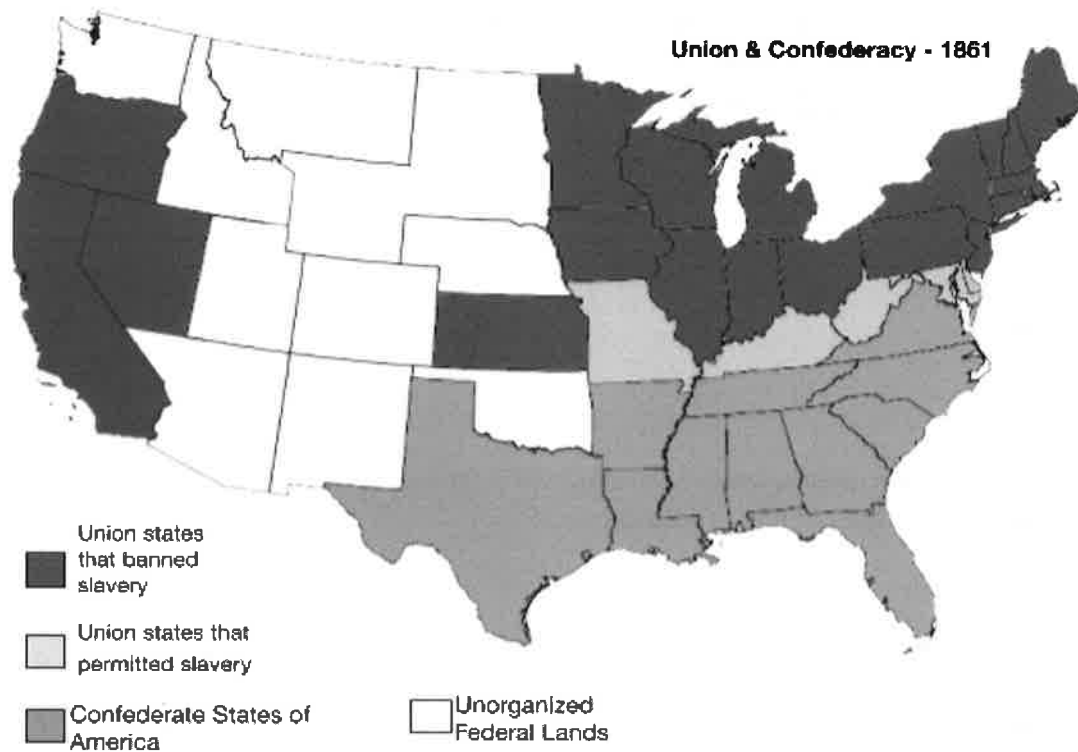 Union & Confederacy - 1861
Union states
that banned
slavery
Union states that
permitted slavery
Confederate States of
America
Unorganized
Federal Lands